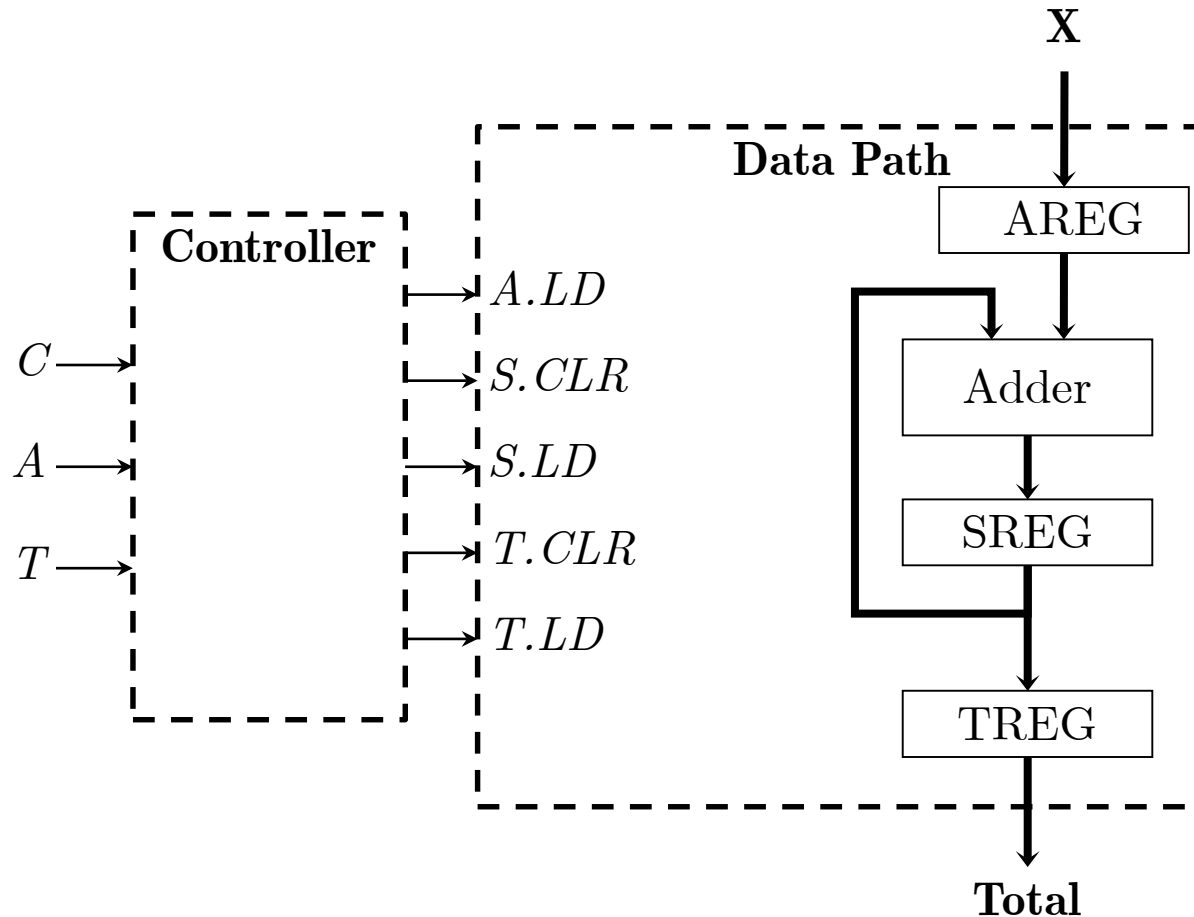 X
Data Path
AREG
Controller
A.LD
C
S.CLR
Adder
A
S.LD
SREG
T
T.CLR
T.LD
TREG
Total